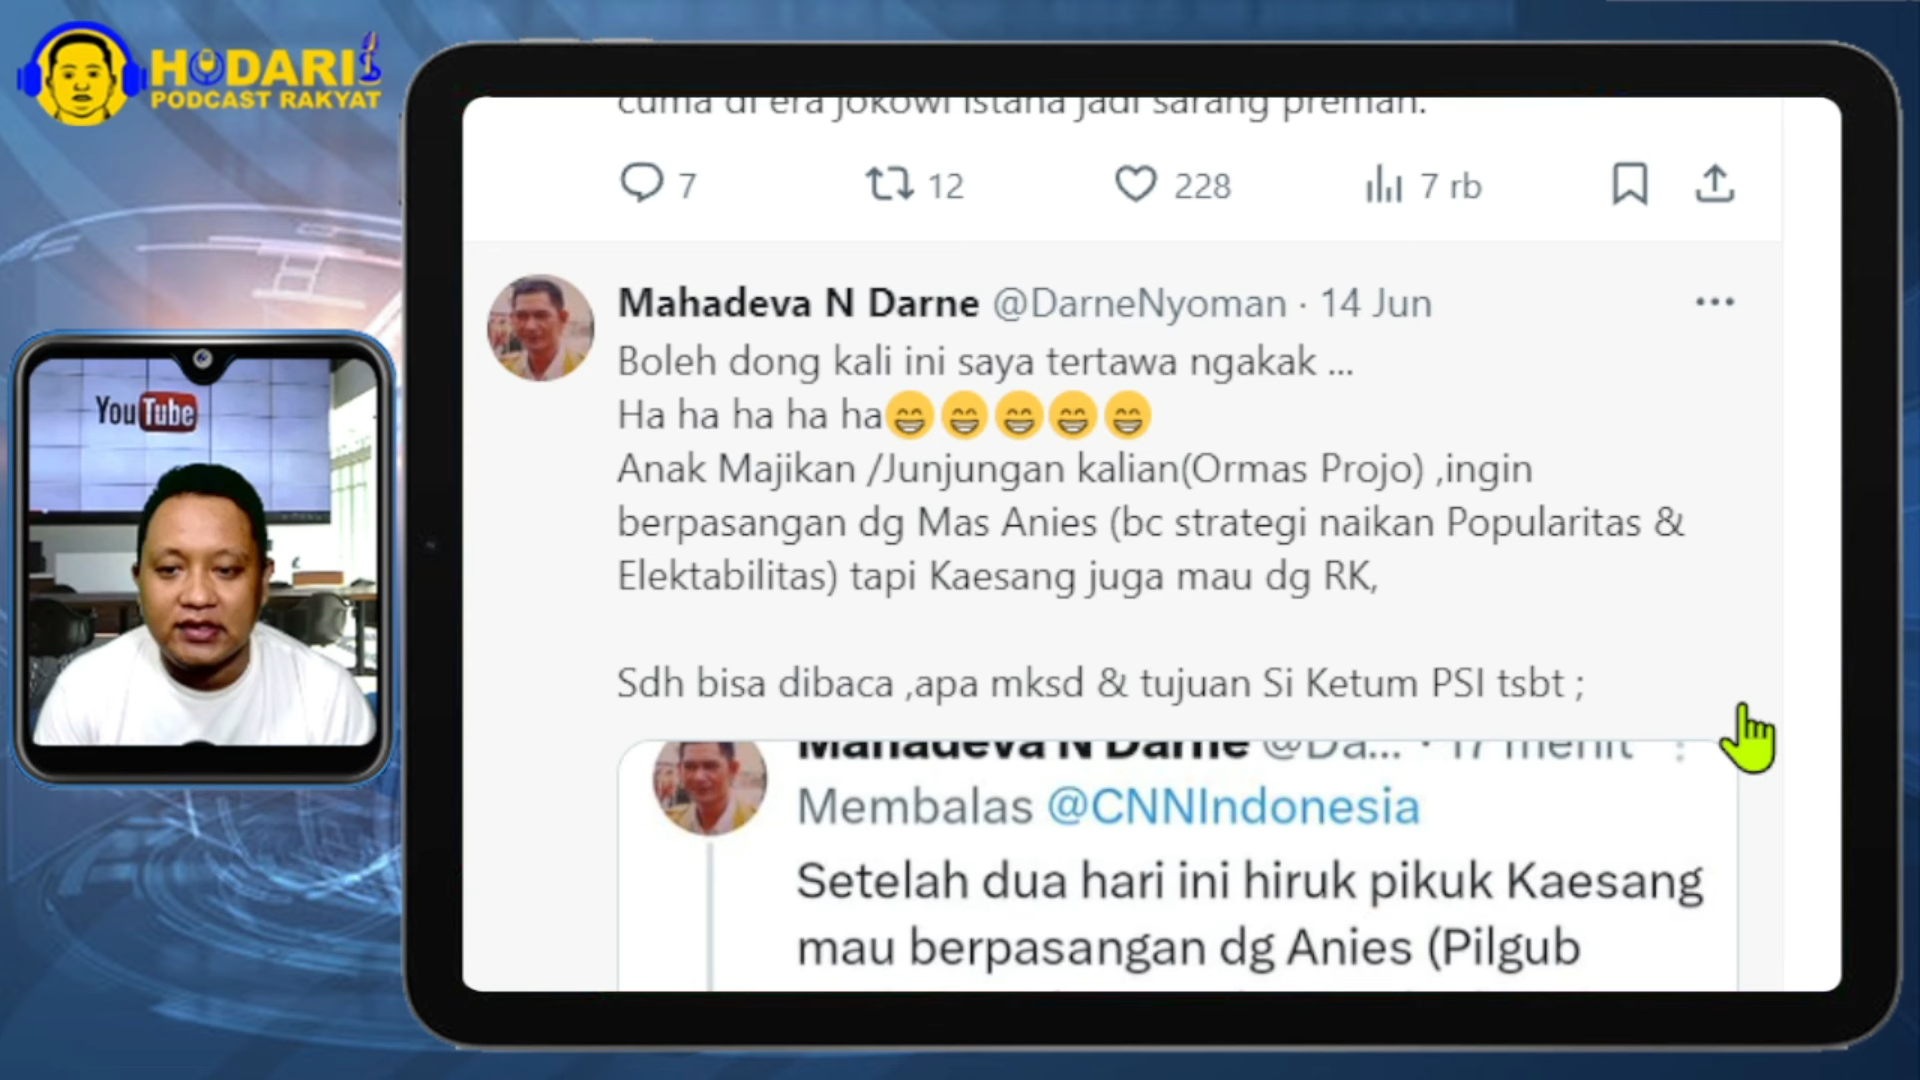 HODARI
PODCAST RAKYAT
cuma di era jokowi istana jadi sarang preman.
7 12 228 7 rb
Mahadeva N Darne @DarneNyoman · 14 Jun
Boleh dong kali ini saya tertawa ngakak ...
Ha ha ha ha ha😁😁😁😁😁
Anak Majikan /Junjungan kalian(Ormas Projo) ,ingin
berpasangan dg Mas Anies (bc strategi naikan Popularitas &
Elektabilitas) tapi Kaesang juga mau dg RK,
Sdh bisa dibaca ,apa mksd & tujuan Si Ketum PSI tsbt ;
Mahadeva N Darne @Da... · 17 menit
Membalas @CNNIndonesia
Setelah dua hari ini hiruk pikuk Kaesang
mau berpasangan dg Anies (Pilgub
YouTube